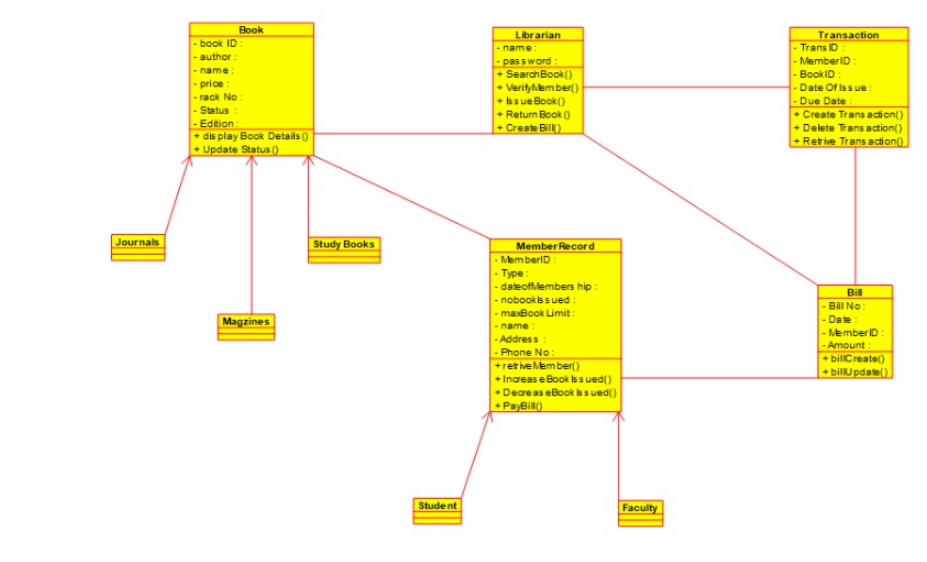 Book
- book ID :
- author :
- name :
- price :
- rack No :
- Status :
- Edition :
+ display Book Details()
+ Update Status()
Librarian
- name :
- password :
+ SearchBook()
+ VerifyMember()
+ IssueBook()
+ ReturnBook()
+ CreateBill()
Transaction
- TransID :
- MemberID :
- BookID :
- Date Of Issue :
- Due Date :
+ Create Transaction()
+ Delete Transaction()
+ Retrive Transaction()
Journals
Study Books
Magzines
MemberRecord
- MemberID :
- Type :
- dateofMembership :
- nobookIssued :
- maxBookLimit :
- name :
- Address :
- Phone No :
+ retriveMember()
+ IncreaseBookIssued()
+ DecreaseBookIssued()
+ PayBill()
Bill
- Bill No :
- Date :
- MemberID :
- Amount :
+ billCreate()
+ billUpdate()
Student
Faculty